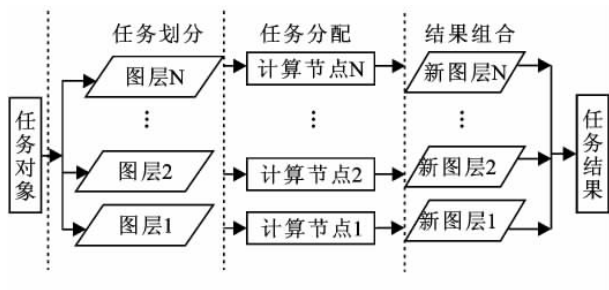 任务划分 任务分配 结果组合
图层N 计算节点N 新图层N
任务对象
┇ ┇ ┇
图层2 计算节点2 新图层2
任务结果
图层1 计算节点1 新图层1